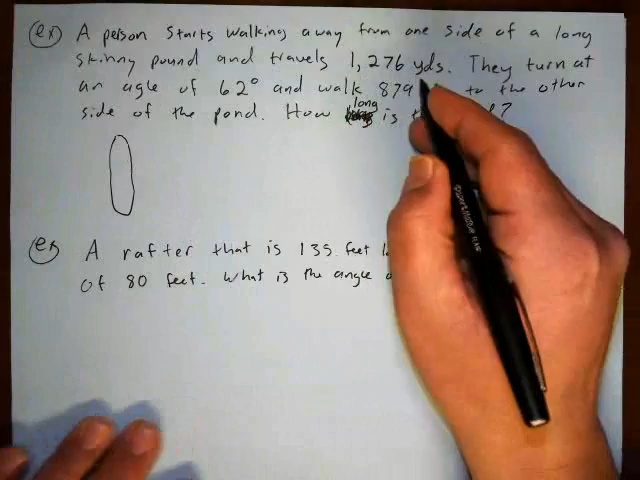 ex A person starts walking away from one side of a long
skinny pound and travels 1,276 yds. They turn at
an agle of 62° and walk 879 to the other
side of the pond. How long is
ex A rafter that is 135 feet
of 80 feet. What is the angle